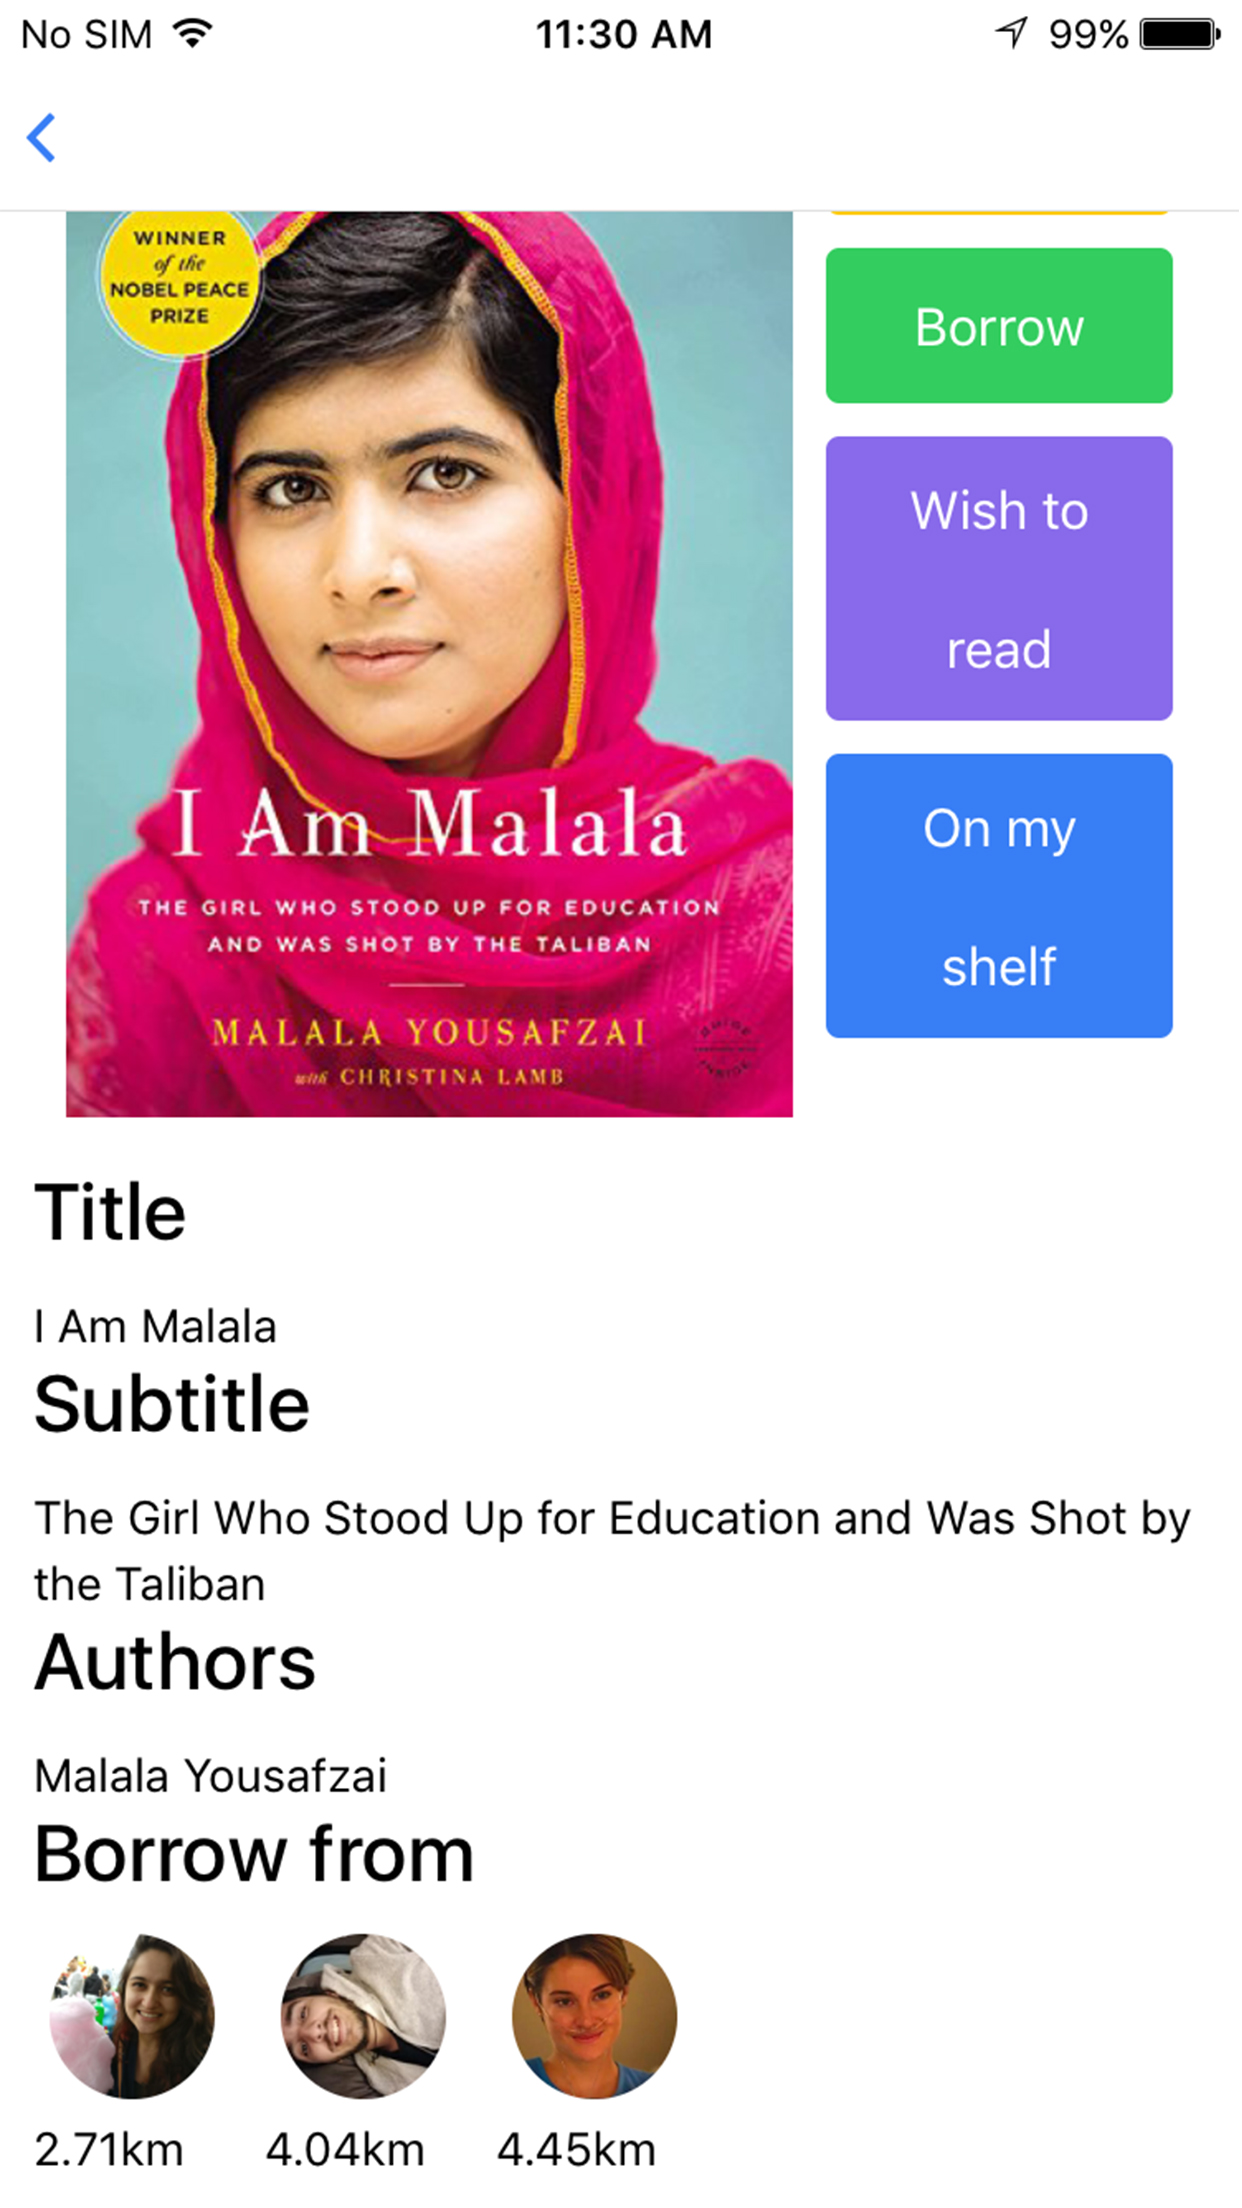 No SIM 11:30 AM 99%
WINNER
of the
NOBEL PEACE
PRIZE
I Am Malala
THE GIRL WHO STOOD UP FOR EDUCATION
AND WAS SHOT BY THE TALIBAN
MALALA YOUSAFZAI
with CHRISTINA LAMB
GUIDE
INSIDE
Borrow
Wish to
read
On my
shelf
Title
I Am Malala
Subtitle
The Girl Who Stood Up for Education and Was Shot by
the Taliban
Authors
Malala Yousafzai
Borrow from
2.71km 4.04km 4.45km